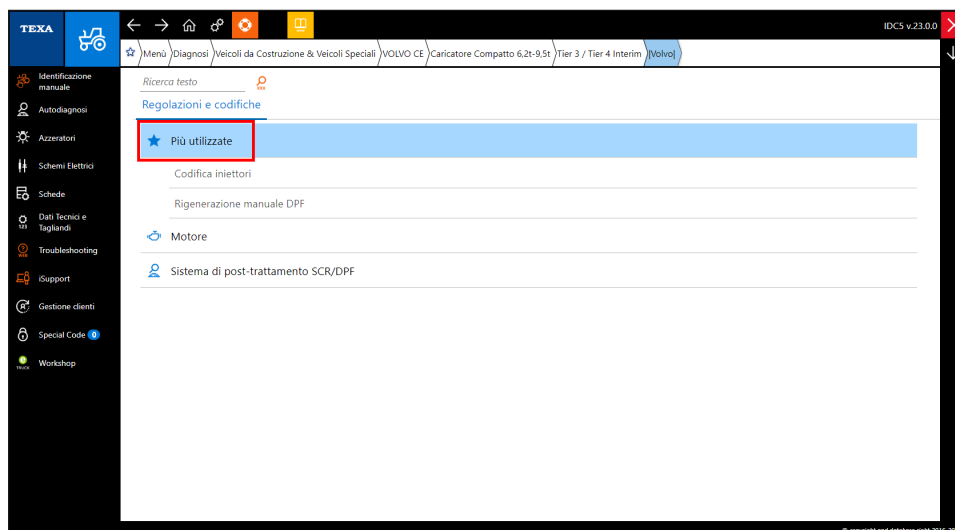 TEXA
IDC5 v.23.0.0
Menù Diagnosi Veicoli da Costruzione & Veicoli Speciali VOLVO CE Caricatore Compatto 6,2t-9,5t Tier 3 / Tier 4 Interim |Volvo|
Identificazione
manuale
Autodiagnosi
Azzeratori
Schemi Elettrici
Schede
123
Dati Tecnici e
Tagliandi
WEB
Troubleshooting
iSupport
Gestione clienti
Special Code 0
TRUCK
Workshop
Ricerca testo
Regolazioni e codifiche
Più utilizzate
Codifica iniettori
Rigenerazione manuale DPF
Motore
Sistema di post-trattamento SCR/DPF